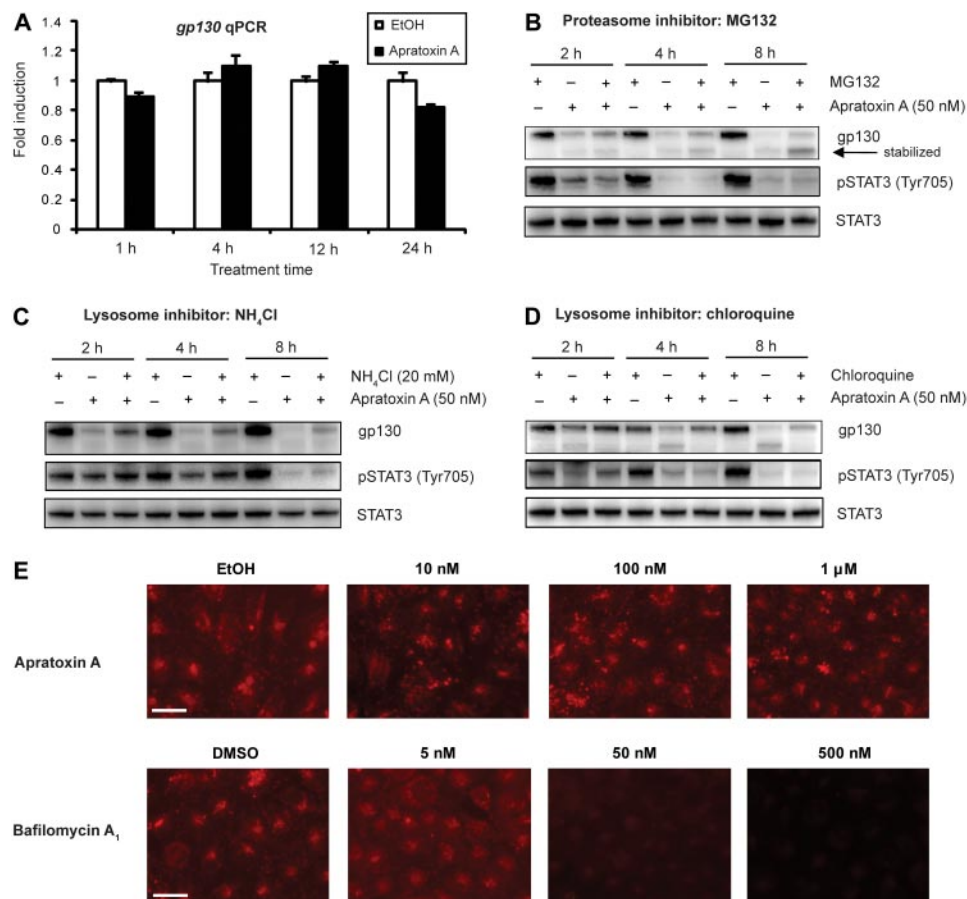 A
gp130 qPCR
EtOH
Apratoxin A
Fold induction
1.4
1.2
1
0.8
0.6
0.4
0.2
0
1 h 4 h 12 h 24 h
Treatment time
B Proteasome inhibitor: MG132
2 h 4 h 8 h
+ – + + – + + – + MG132
– + + – + + – + + Apratoxin A (50 nM)
gp130
stabilized
pSTAT3 (Tyr705)
STAT3
C Lysosome inhibitor: NH₄Cl
2 h 4 h 8 h
+ – + + – + + – + NH₄Cl (20 mM)
– + + – + + – + + Apratoxin A (50 nM)
gp130
pSTAT3 (Tyr705)
STAT3
D Lysosome inhibitor: chloroquine
2 h 4 h 8 h
+ – + + – + + – + Chloroquine
– + + – + + – + + Apratoxin A (50 nM)
gp130
pSTAT3 (Tyr705)
STAT3
E
EtOH 10 nM 100 nM 1 µM
Apratoxin A
DMSO 5 nM 50 nM 500 nM
Bafilomycin A₁